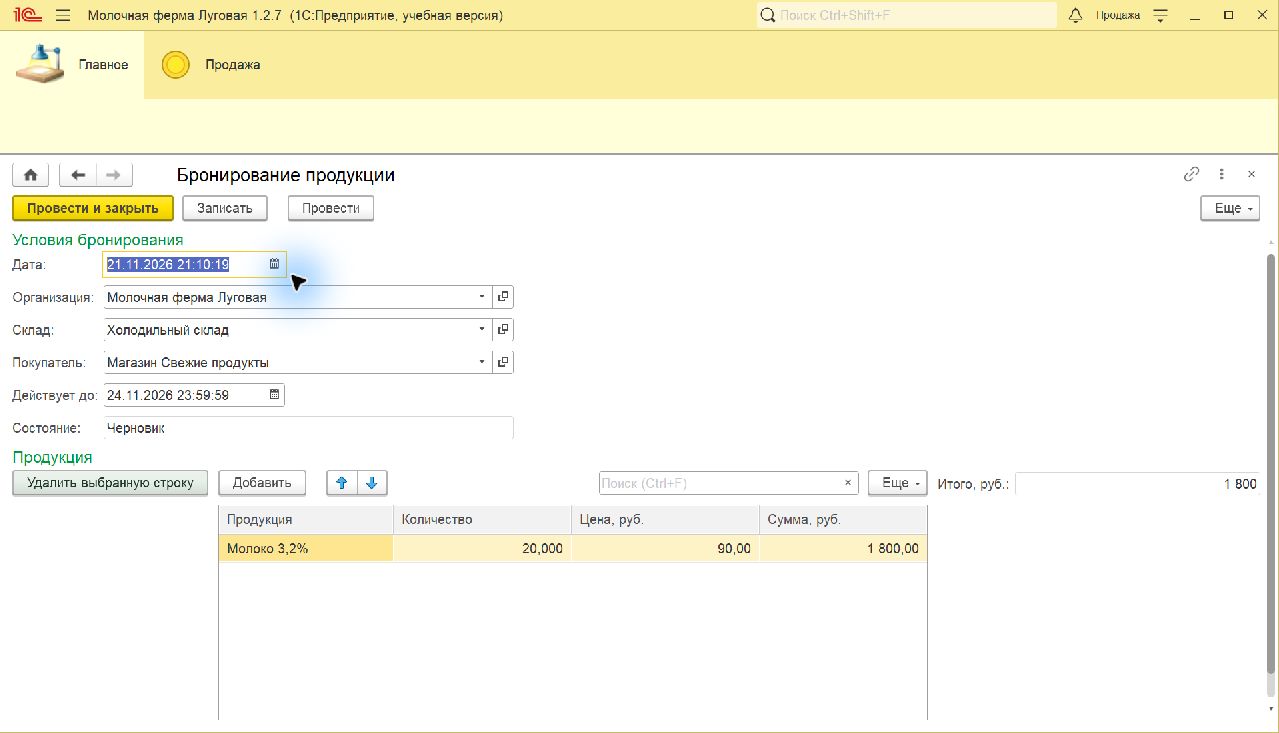 1С Молочная ферма Луговая 1.2.7 (1С:Предприятие, учебная версия) Поиск Ctrl+Shift+F Продажа
Главное Продажа
Бронирование продукции
Провести и закрыть Записать Провести Еще
Условия бронирования
Дата: 21.11.2026 21:10:19
Организация: Молочная ферма Луговая
Склад: Холодильный склад
Покупатель: Магазин Свежие продукты
Действует до: 24.11.2026 23:59:59
Состояние: Черновик
Продукция
Удалить выбранную строку Добавить Поиск (Ctrl+F) Еще Итого, руб.: 1 800
Продукция Количество Цена, руб. Сумма, руб.
Молоко 3,2% 20,000 90,00 1 800,00